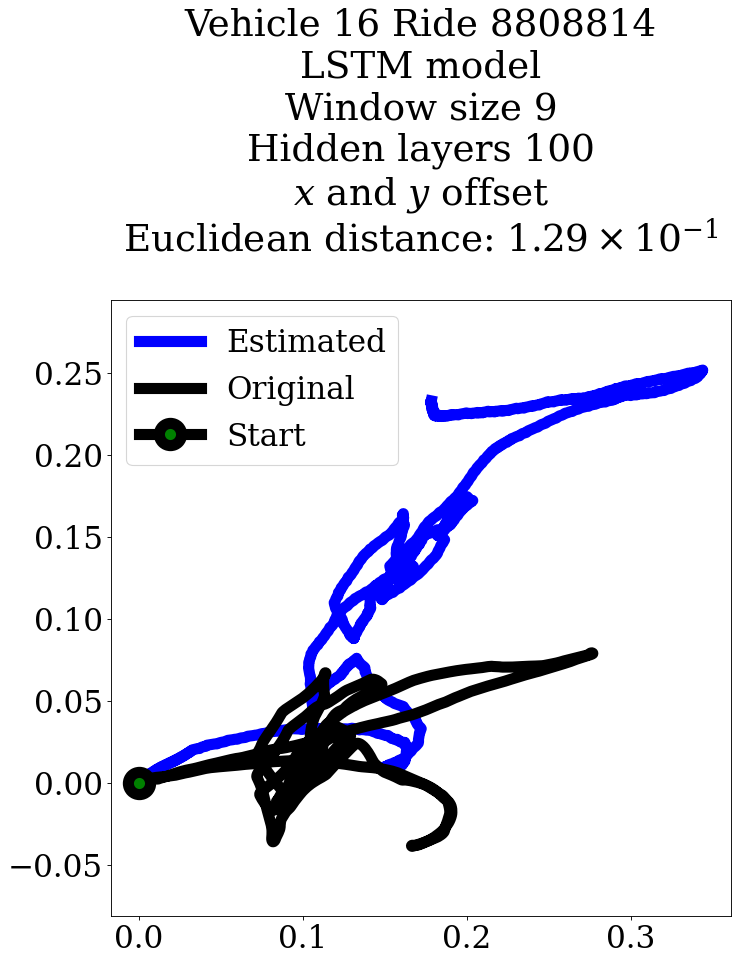 Vehicle 16 Ride 8808814
LSTM model
Window size 9
Hidden layers 100
x and y offset
Euclidean distance: 1.29 × 10⁻¹
Estimated
Original
Start
0.25
0.20
0.15
0.10
0.05
0.00
−0.05
0.0 0.1 0.2 0.3